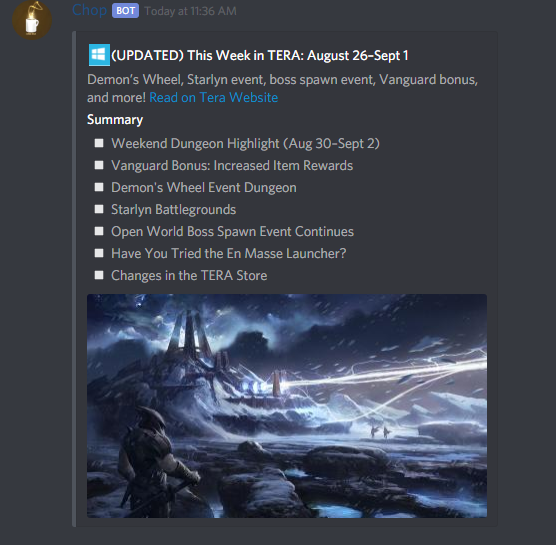 Chop BOT Today at 11:36 AM
(UPDATED) This Week in TERA: August 26–Sept 1
Demon's Wheel, Starlyn event, boss spawn event, Vanguard bonus,
and more! Read on Tera Website
Summary
Weekend Dungeon Highlight (Aug 30–Sept 2)
Vanguard Bonus: Increased Item Rewards
Demon's Wheel Event Dungeon
Starlyn Battlegrounds
Open World Boss Spawn Event Continues
Have You Tried the En Masse Launcher?
Changes in the TERA Store